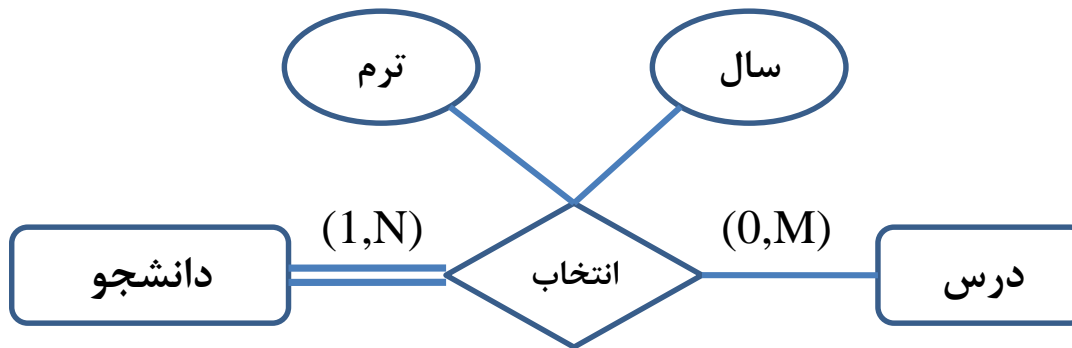 سال
ترم
(0,M)
(1,N)
درس
انتخاب
دانشجو